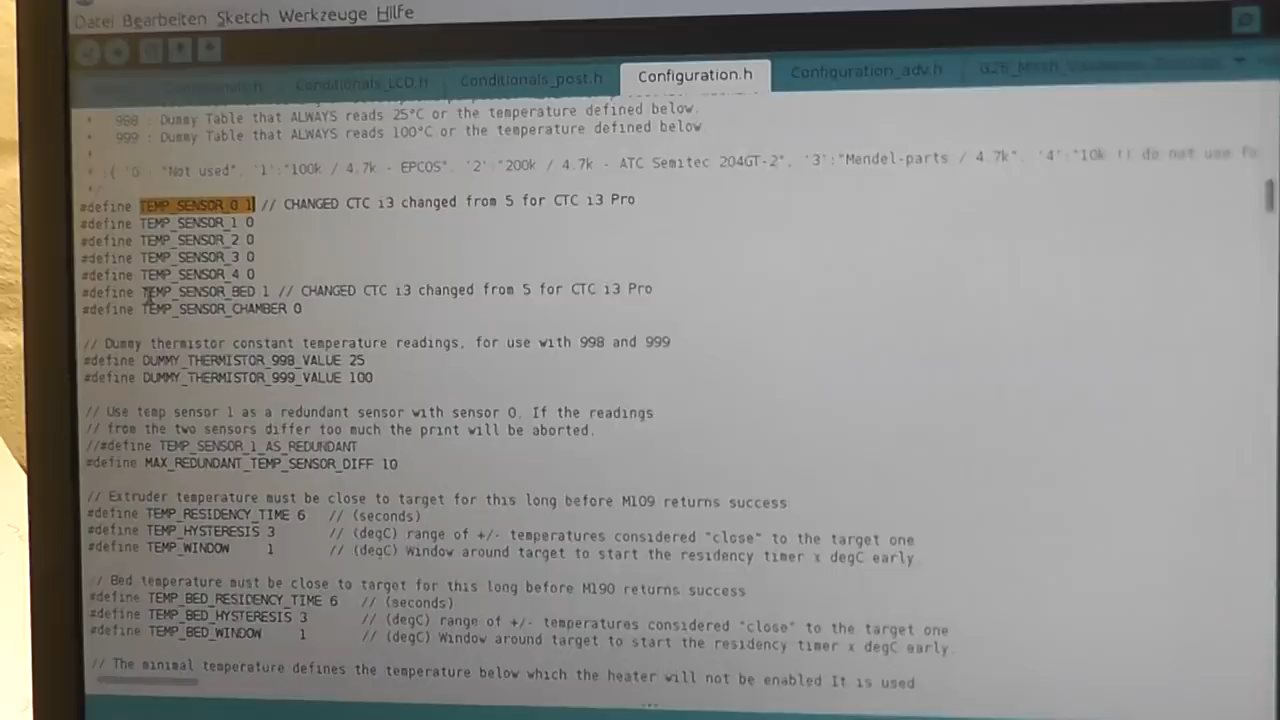 Datei Bearbeiten Sketch Werkzeuge Hilfe
Conditionals_LCD.h Conditionals_post.h Configuration.h Configuration_adv.h
* 998 : Dummy Table that ALWAYS reads 25°C or the temperature defined below.
* 999 : Dummy Table that ALWAYS reads 100°C or the temperature defined below
*
* :{ '0' "Not used", '1':"100k / 4.7k - EPCOS", '2':"200k / 4.7k - ATC Semitec 204GT-2", '3':"Mendel-parts / 4.7k", '4':"10k !! do not use
*/
#define TEMP_SENSOR_0 1 // CHANGED CTC i3 changed from 5 for CTC i3 Pro
#define TEMP_SENSOR_1 0
#define TEMP_SENSOR_2 0
#define TEMP_SENSOR_3 0
#define TEMP_SENSOR_4 0
#define TEMP_SENSOR_BED 1 // CHANGED CTC i3 changed from 5 for CTC i3 Pro
#define TEMP_SENSOR_CHAMBER 0
// Dummy thermistor constant temperature readings, for use with 998 and 999
#define DUMMY_THERMISTOR_998_VALUE 25
#define DUMMY_THERMISTOR_999_VALUE 100
// Use temp sensor 1 as a redundant sensor with sensor 0. If the readings
// from the two sensors differ too much the print will be aborted.
//#define TEMP_SENSOR_1_AS_REDUNDANT
#define MAX_REDUNDANT_TEMP_SENSOR_DIFF 10
// Extruder temperature must be close to target for this long before M109 returns success
#define TEMP_RESIDENCY_TIME 6 // (seconds)
#define TEMP_HYSTERESIS 3 // (degC) range of +/- temperatures considered "close" to the target one
#define TEMP_WINDOW 1 // (degC) Window around target to start the residency timer x degC early.
/ Bed temperature must be close to target for this long before M190 returns success
#define TEMP_BED_RESIDENCY_TIME 6 // (seconds)
#define TEMP_BED_HYSTERESIS 3 // (degC) range of +/- temperatures considered "close" to the target one
#define TEMP_BED_WINDOW 1 // (degC) Window around target to start the residency timer x degC early.
// The minimal temperature defines the temperature below which the heater will not be enabled It is used